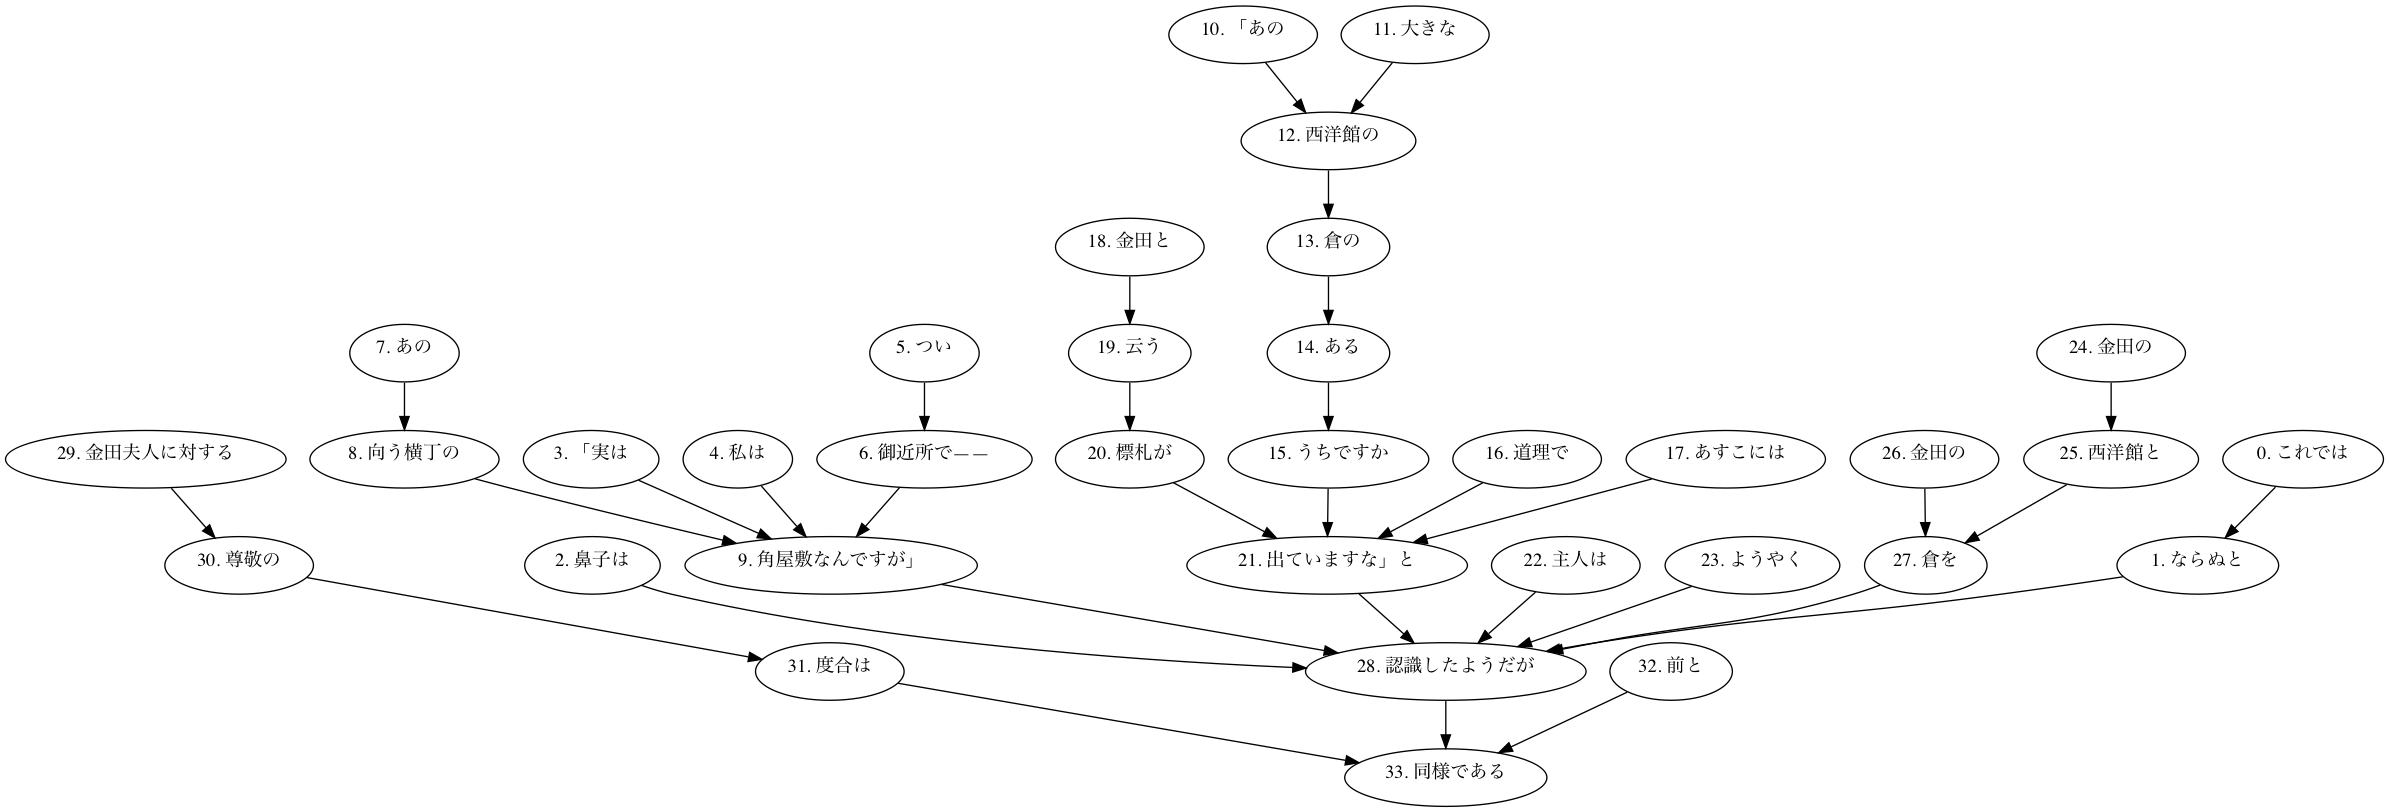 10. 「あの
11. 大きな
12. 西洋館の
18. 金田と
13. 倉の
7. あの
5. つい
19. 云う
14. ある
24. 金田の
29. 金田夫人に対する
8. 向う横丁の
3. 「実は
4. 私は
6. 御近所で——
20. 標札が
15. うちですか
16. 道理で
17. あすこには
26. 金田の
25. 西洋館と
0. これでは
30. 尊敬の
2. 鼻子は
9. 角屋敷なんですが」
21. 出ていますな」と
22. 主人は
23. ようやく
27. 倉を
1. ならぬと
31. 度合は
28. 認識したようだが
32. 前と
33. 同様である